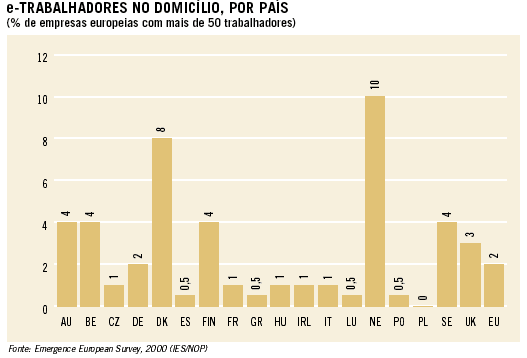 e-TRABALHADORES NO DOMICÍLIO, POR PAÍS
(% de empresas europeias com mais de 50 trabalhadores)
12
10
8
6
4
2
0
4 4 1 2 8 0,5 4 1 0,5 1 1 1 0,5 10 0,5 0 4 3 2
AU BE CZ DE DK ES FIN FR GR HU IRL IT LU NE PO PL SE UK EU
Fonte: Emergence European Survey, 2000 (IES/NOP)